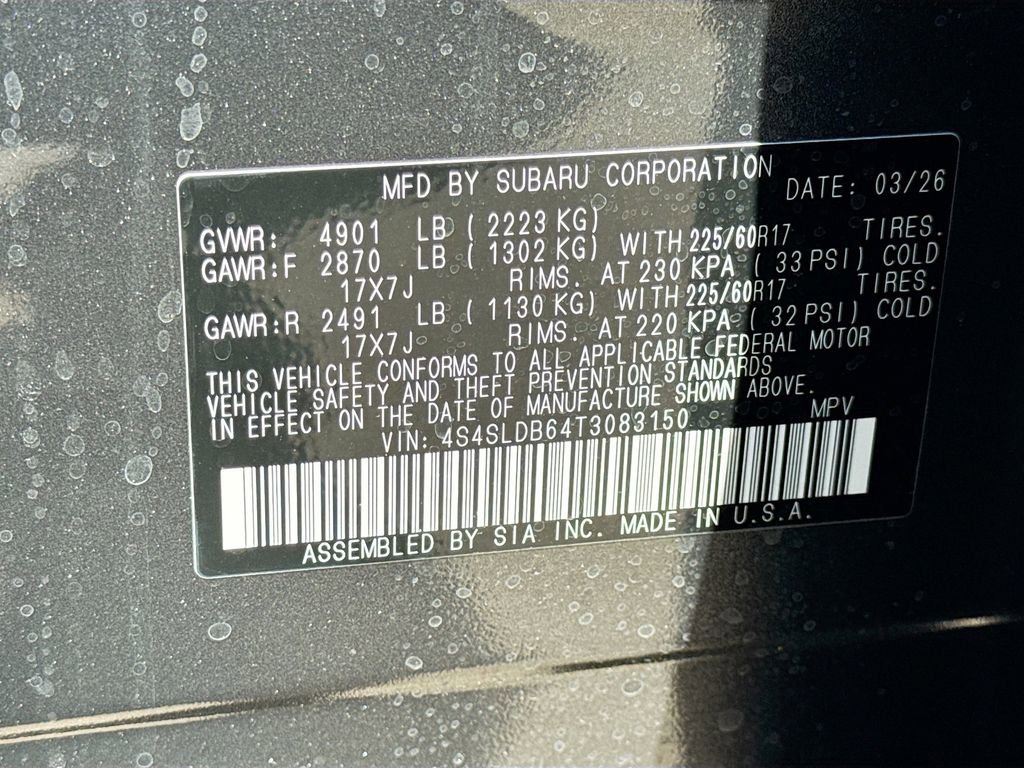 MFD BY SUBARU CORPORATION DATE: 03/26
GVWR: 4901 LB (2223 KG)
GAWR:F 2870 LB (1302 KG) WITH 225/60R17 TIRES.
17X7J RIMS. AT 230 KPA (33 PSI) COLD
GAWR:R 2491 LB (1130 KG) WITH 225/60R17 TIRES.
17X7J RIMS. AT 220 KPA (32 PSI) COLD
THIS VEHICLE CONFORMS TO ALL APPLICABLE FEDERAL MOTOR
VEHICLE SAFETY AND THEFT PREVENTION STANDARDS
IN EFFECT ON THE DATE OF MANUFACTURE SHOWN ABOVE.
VIN: 4S4SLDB64T3083150 MPV
ASSEMBLED BY SIA INC. MADE IN U.S.A.